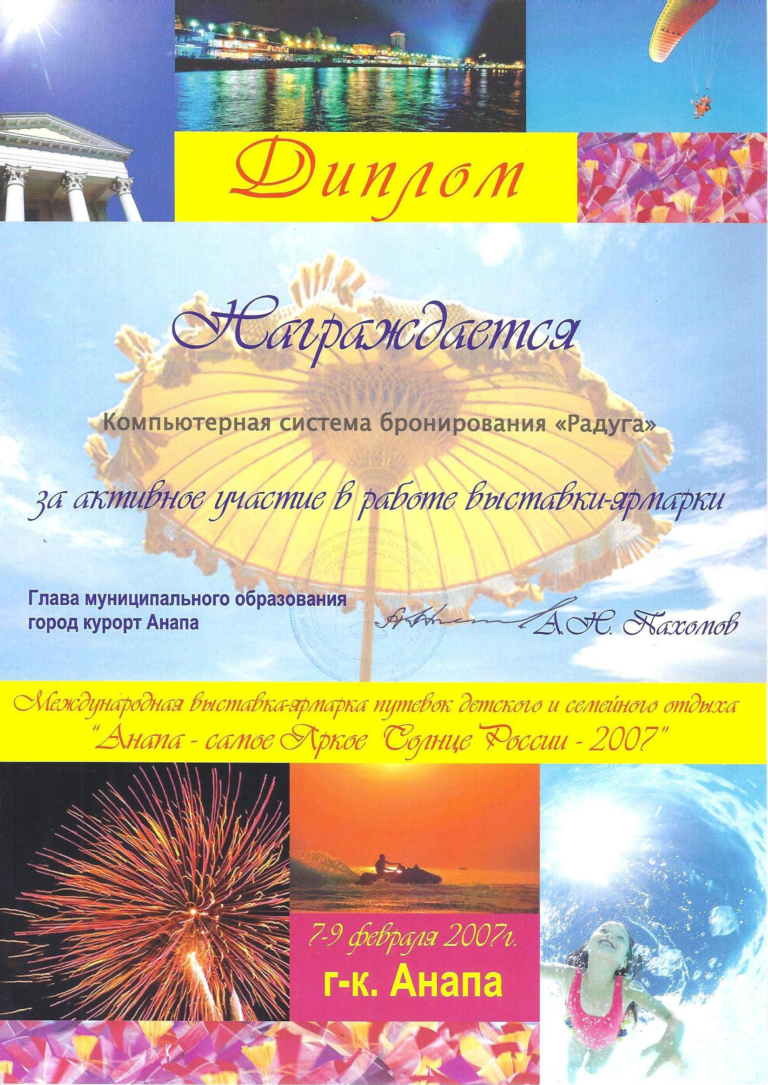 Диплом
Награждается
Компьютерная система бронирования «Радуга»
за активное участие в работе выставки-ярмарки
Глава муниципального образования
город курорт Анапа
А.Н. Пахомов
Международная выставка-ярмарка путевок детского и семейного отдыха
“Анапа - самое Яркое Солнце России - 2007”
7-9 февраля 2007г.
г-к. Анапа